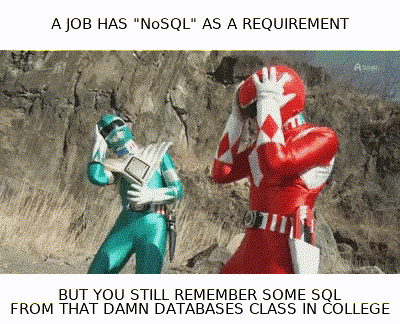 A JOB HAS "NoSQL" AS A REQUIREMENT
BUT YOU STILL REMEMBER SOME SQL
FROM THAT DAMN DATABASES CLASS IN COLLEGE